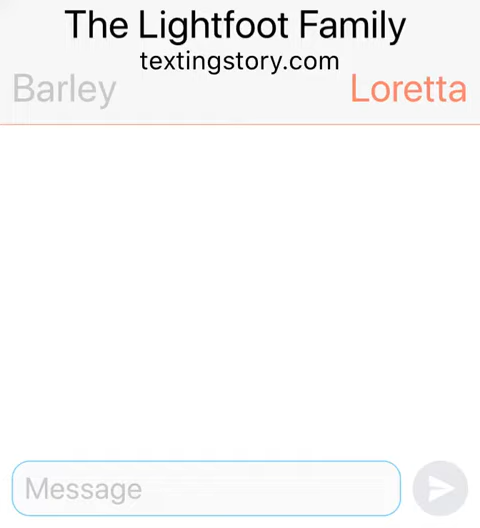 The Lightfoot Family
textingstory.com
Barley Loretta
Message